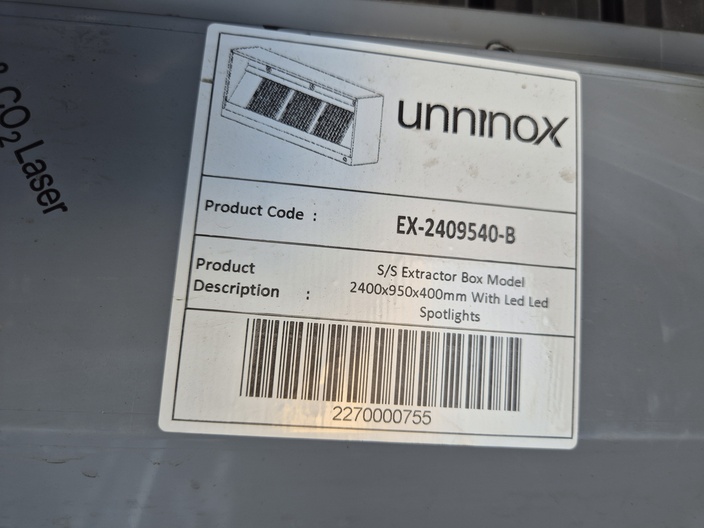 & CO2 Laser
unninox
Product Code :
EX-2409540-B
Product
Description :
S/S Extractor Box Model
2400x950x400mm With Led Led
Spotlights
2270000755